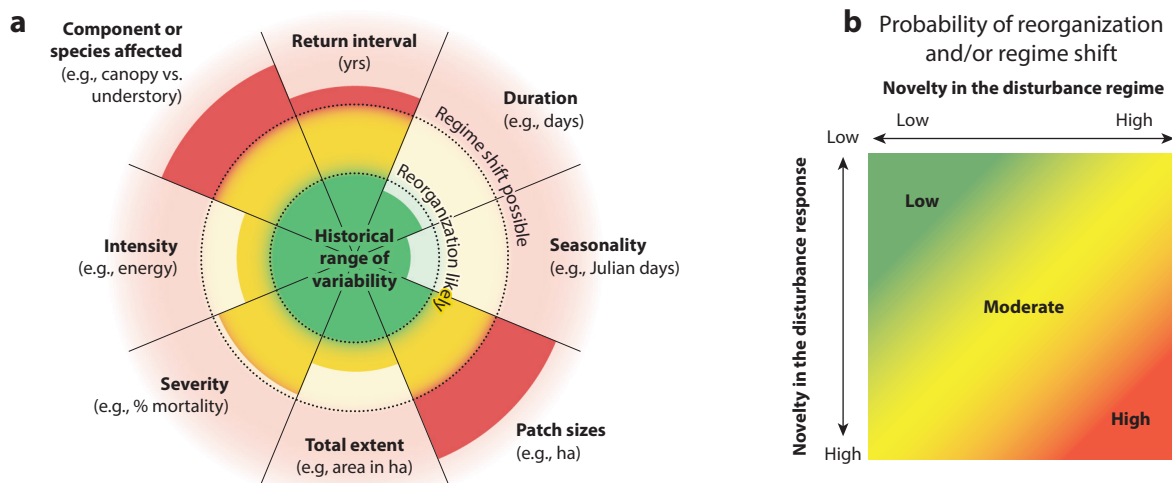 a
Component or
species affected
(e.g., canopy vs.
understory)
Return interval
(yrs)
Duration
(e.g., days)
Regime shift possible
Reorganization likely
Historical
range of
variability
Intensity
(e.g., energy)
Seasonality
(e.g., Julian days)
Severity
(e.g., % mortality)
Total extent
(e.g, area in ha)
Patch sizes
(e.g., ha)
b
Probability of reorganization
and/or regime shift
Novelty in the disturbance regime
Low
High
Low
Novelty in the disturbance response
High
Low
Moderate
High